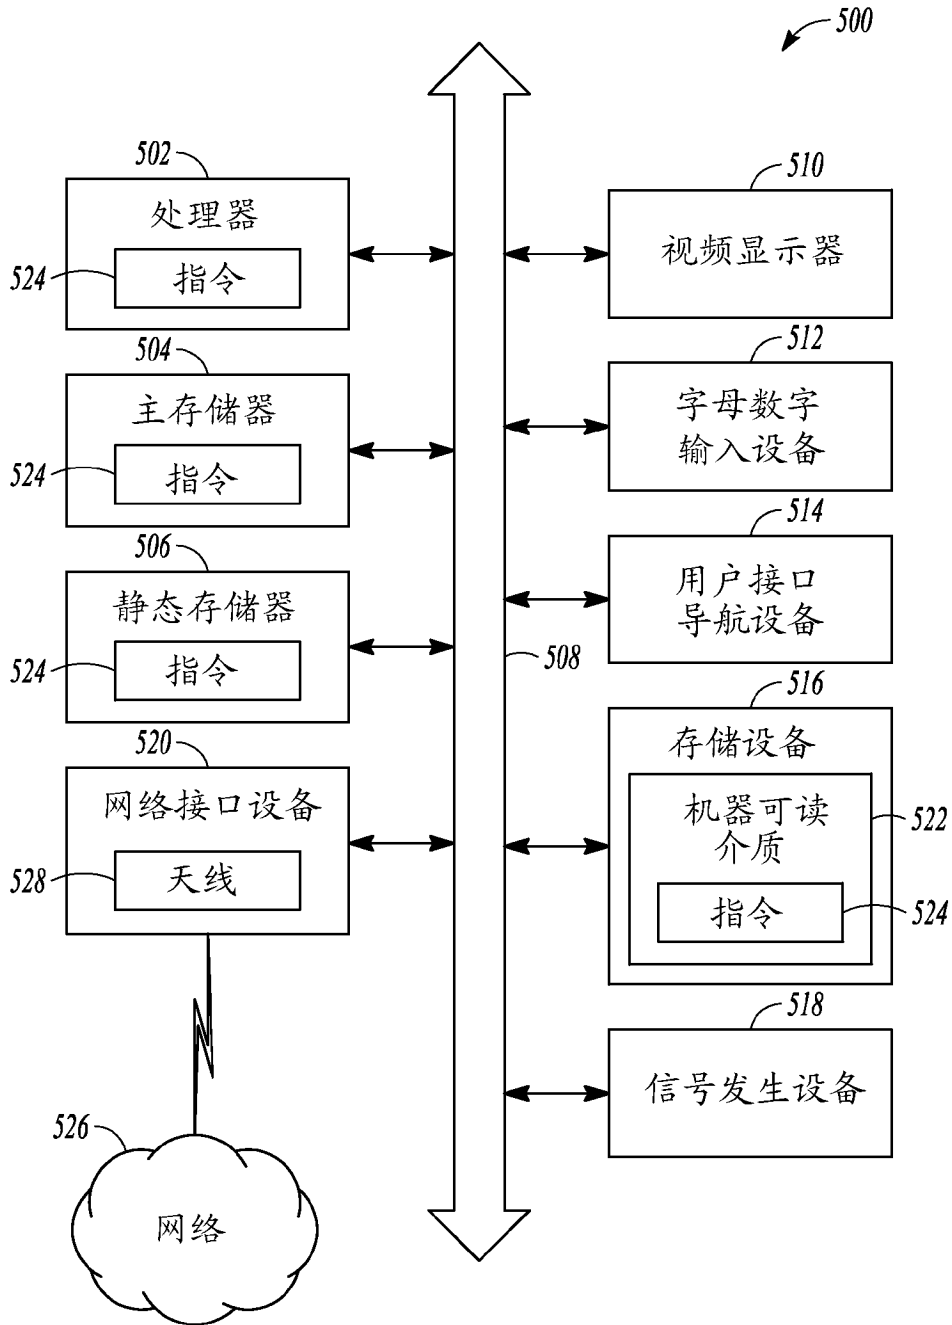 500
502
处理器
524
指令
504
主存储器
524
指令
506
静态存储器
524
指令
520
网络接口设备
528
天线
526
网络
508
510
视频显示器
512
字母数字
输入设备
514
用户接口
导航设备
516
存储设备
机器可读
介质
522
指令
524
518
信号发生设备